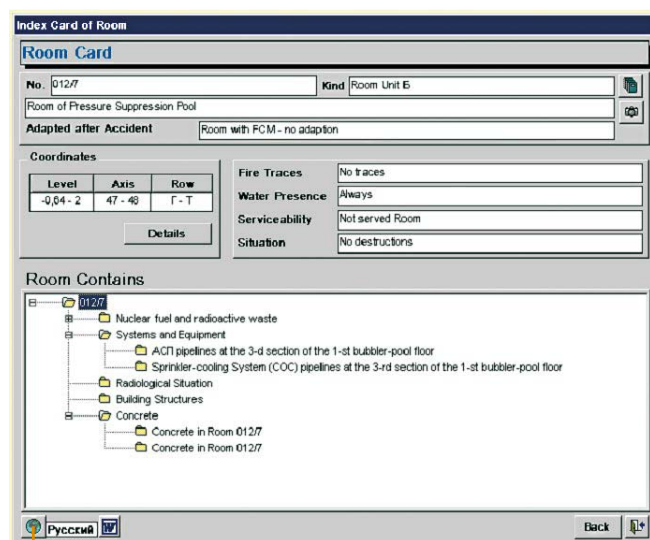 Index Card of Room
Room Card
No. 012/7 Kind Room Unit Б
Room of Pressure Suppression Pool
Adapted after Accident Room with FCM - no adaption
Coordinates
Level Axis Row
-0,64 - 2 47 - 48 Г - Т
Details
Fire Traces No traces
Water Presence Always
Serviceability Not served Room
Situation No destructions
Room Contains
012/7
Nuclear fuel and radioactive waste
Systems and Equipment
АСП pipelines at the 3-d section of the 1-st bubbler-pool floor
Sprinkler-cooling System (COC) pipelines at the 3-rd section of the 1-st bubbler-pool floor
Radiological Situation
Building Structures
Concrete
Concrete in Room 012/7
Concrete in Room 012/7
Русский W Back